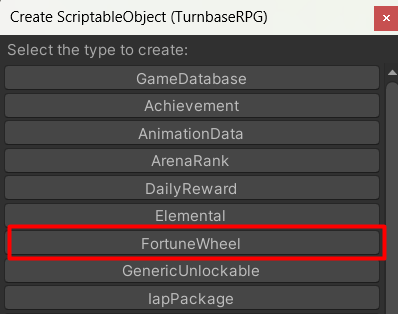 Create ScriptableObject (TurnbaseRPG)
Select the type to create:
GameDatabase
Achievement
AnimationData
ArenaRank
DailyReward
Elemental
FortuneWheel
GenericUnlockable
IapPackage